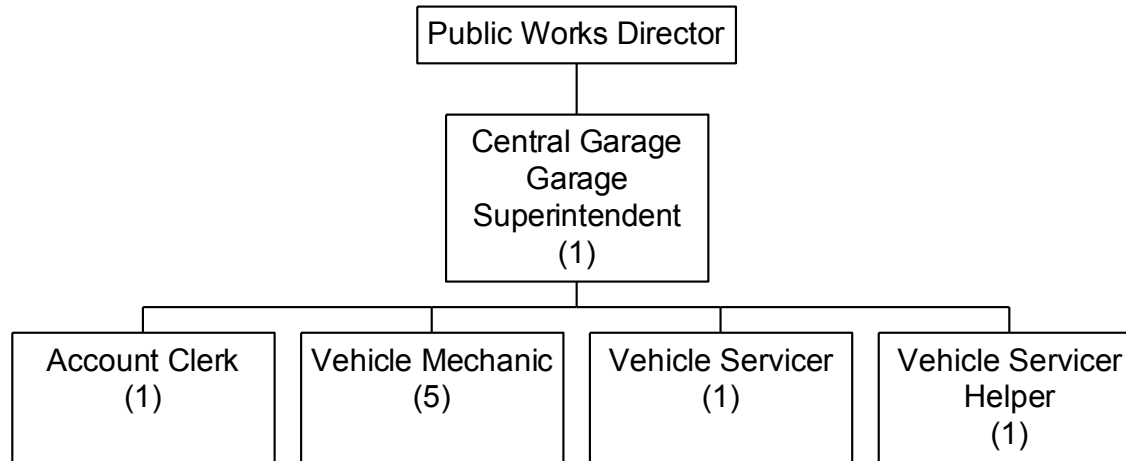 Public Works Director
Central Garage
Garage
Superintendent
(1)
Account Clerk
(1)
Vehicle Mechanic
(5)
Vehicle Servicer
(1)
Vehicle Servicer
Helper
(1)